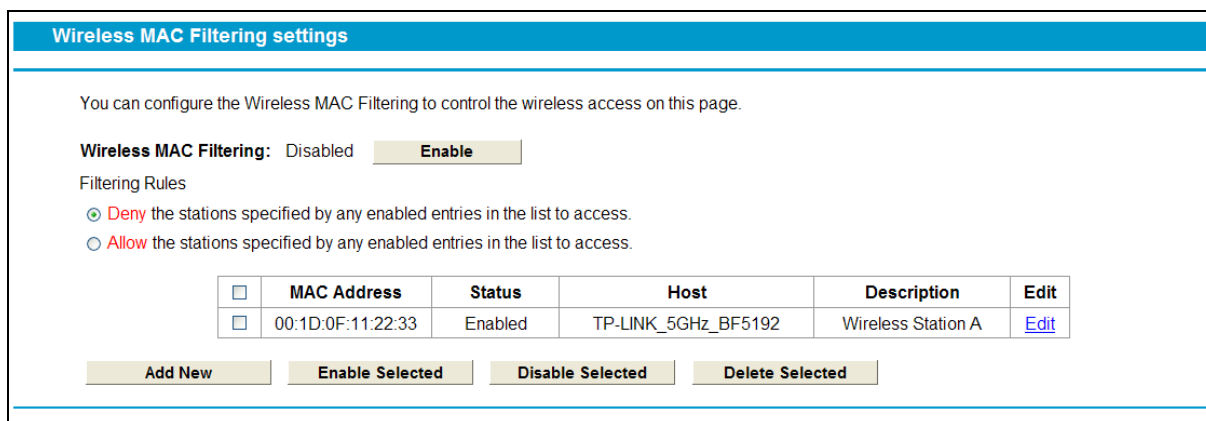 Wireless MAC Filtering settings
You can configure the Wireless MAC Filtering to control the wireless access on this page.
Wireless MAC Filtering: Disabled Enable
Filtering Rules
Deny the stations specified by any enabled entries in the list to access.
Allow the stations specified by any enabled entries in the list to access.
MAC Address Status Host Description Edit
00:1D:0F:11:22:33 Enabled TP-LINK_5GHz_BF5192 Wireless Station A Edit
Add New Enable Selected Disable Selected Delete Selected